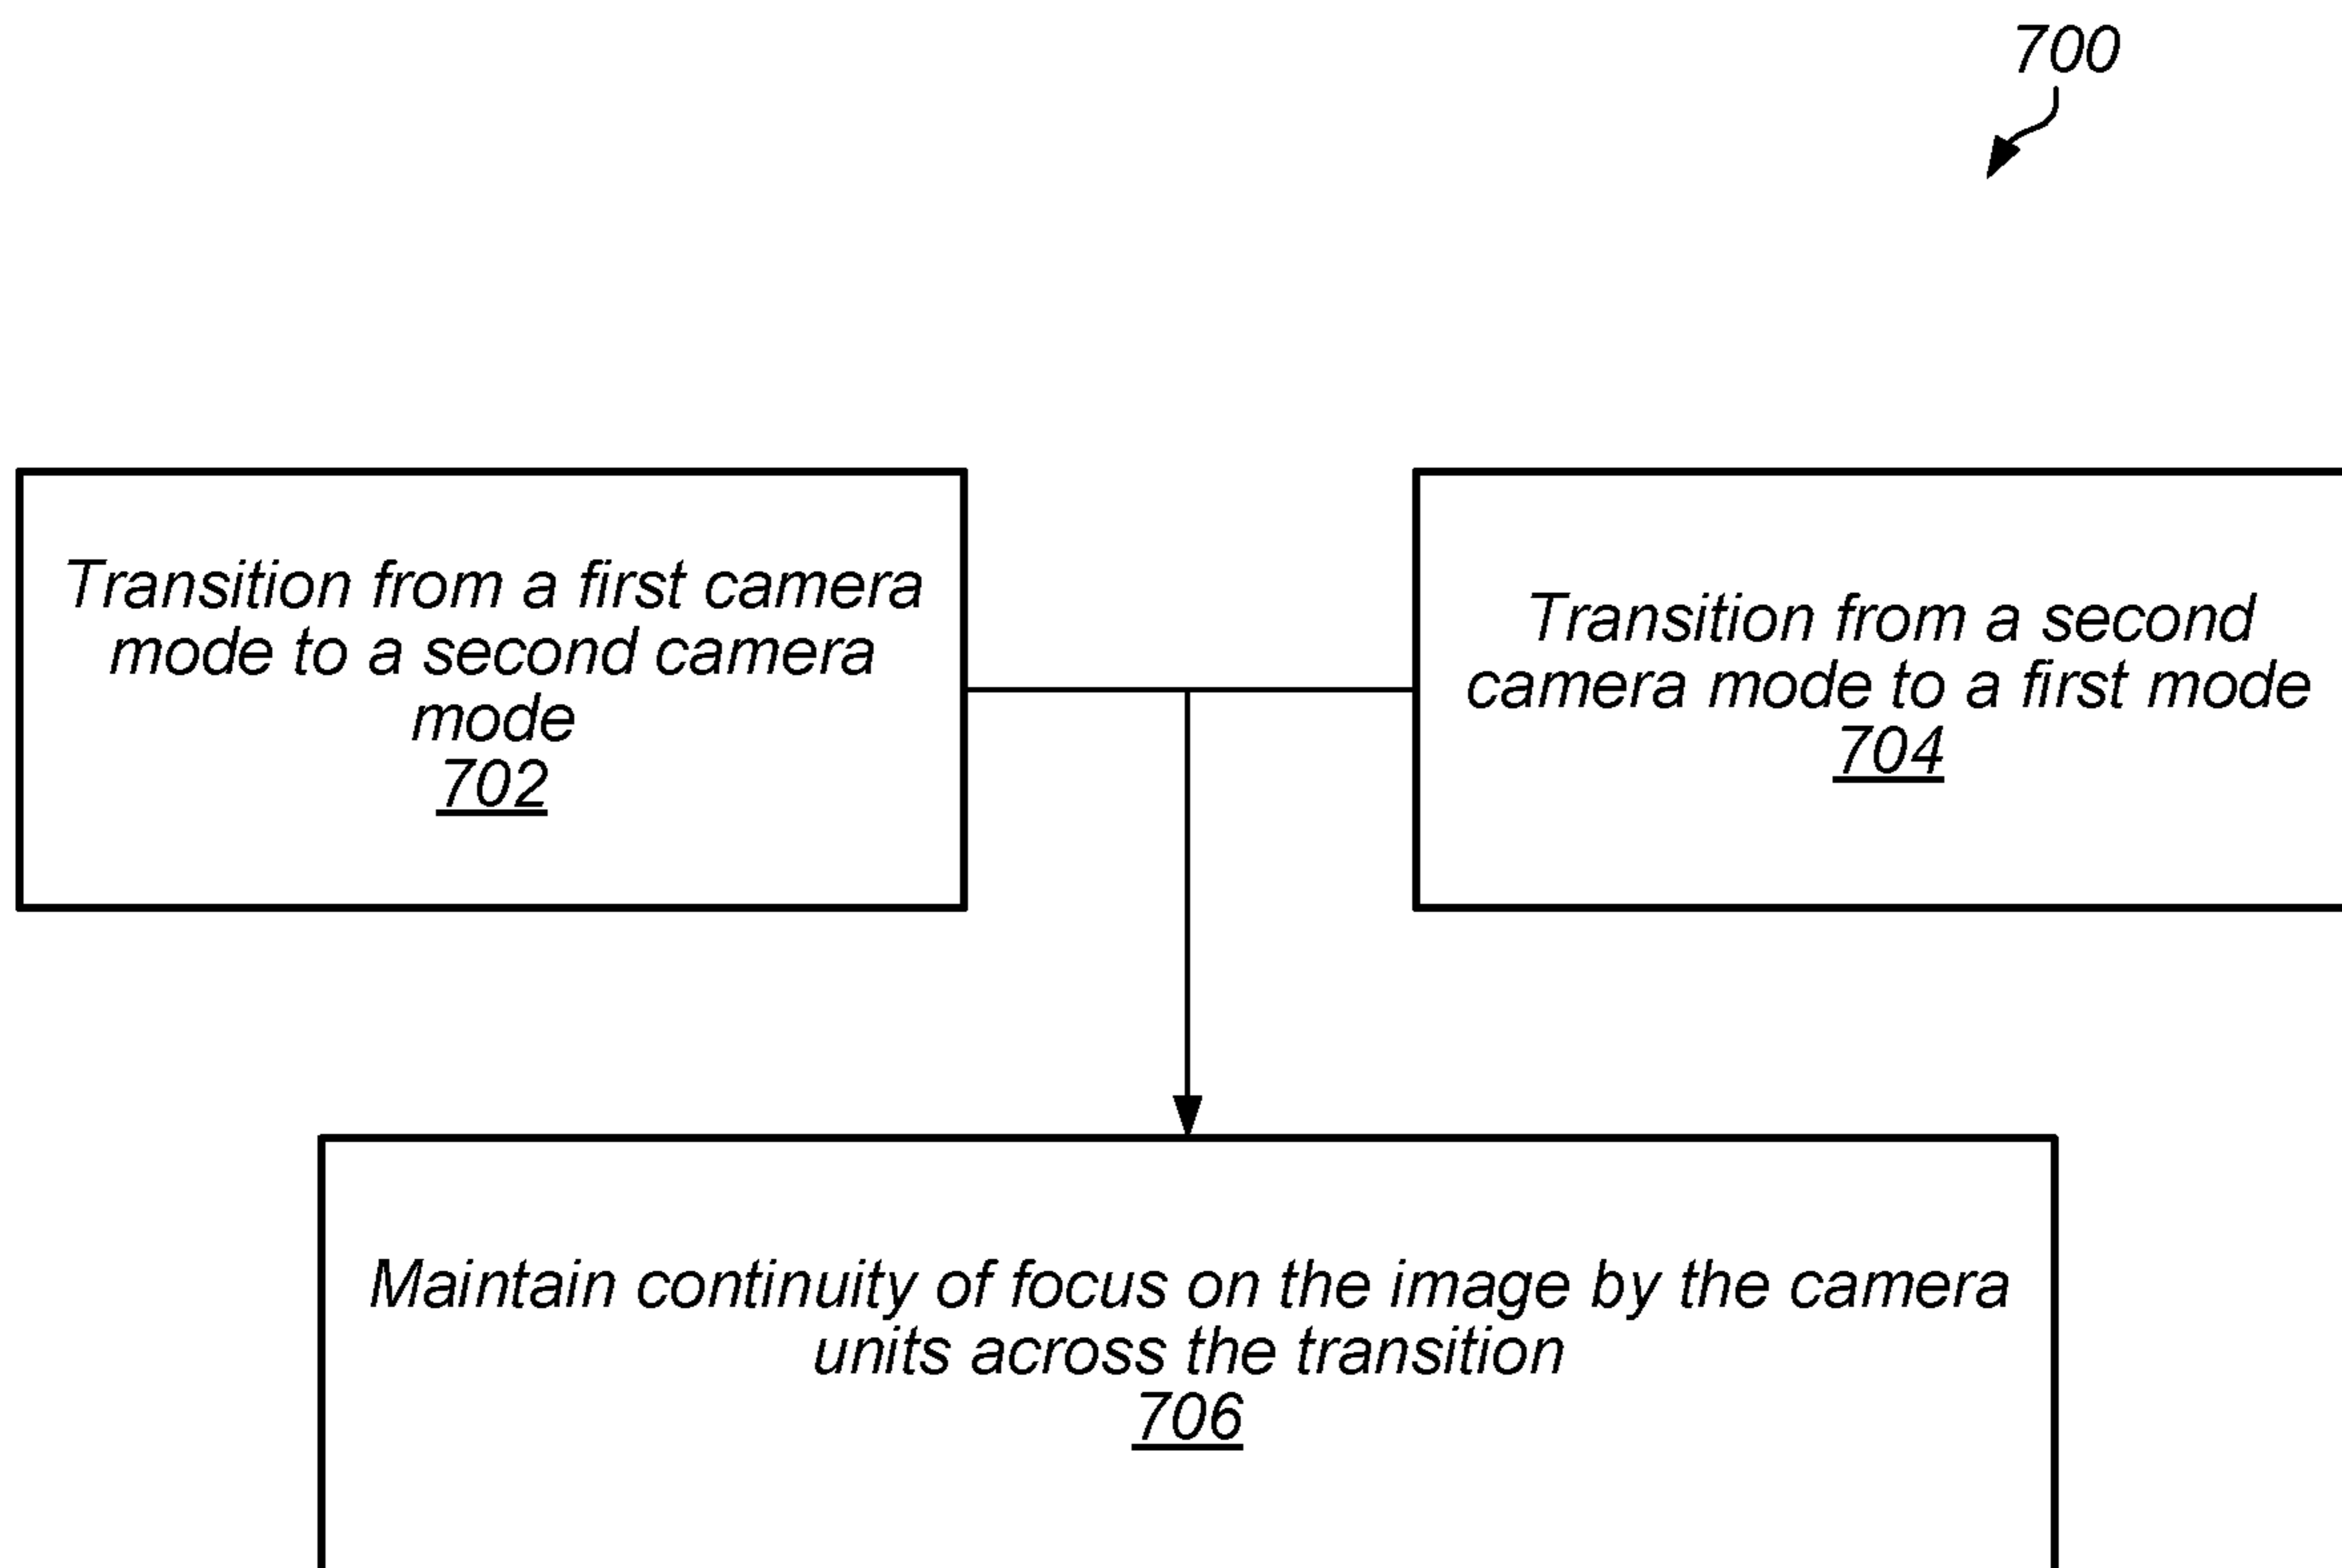 700
Transition from a first camera
mode to a second camera
mode
702
Transition from a second
camera mode to a first mode
704
Maintain continuity of focus on the image by the camera
units across the transition
706